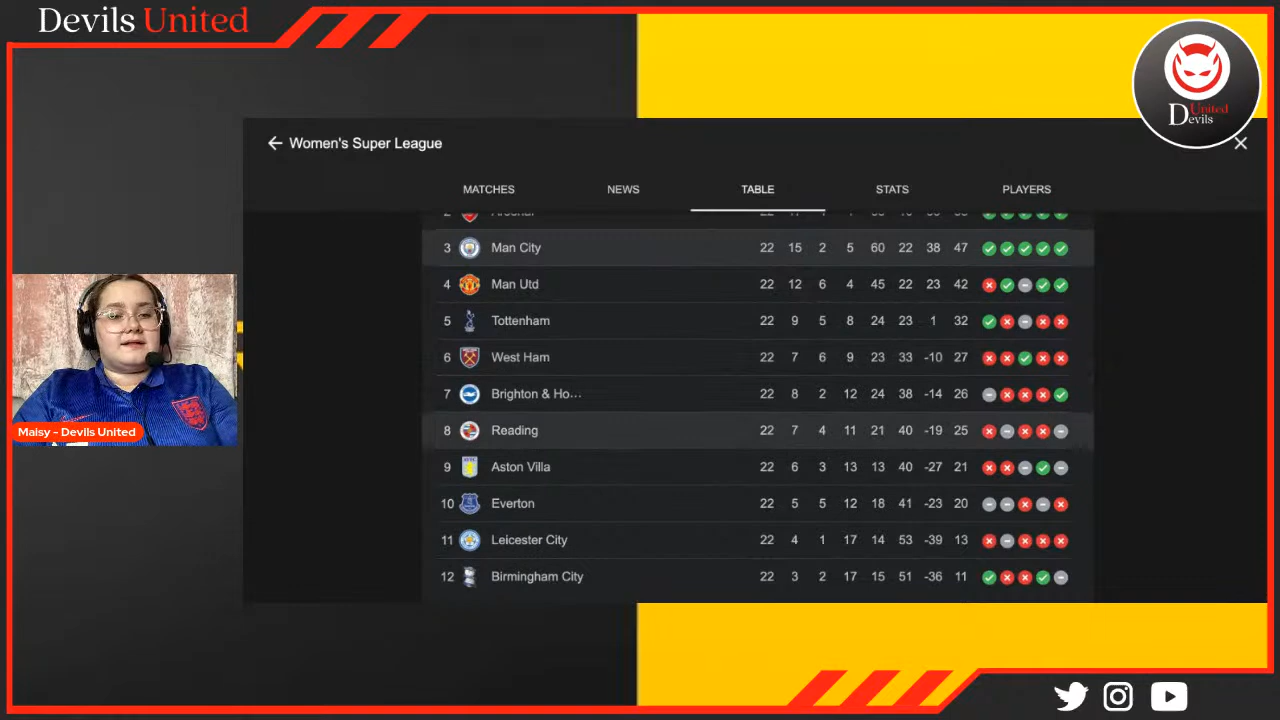 Devils United
United
Devils
← Women's Super League
MATCHES NEWS TABLE STATS PLAYERS
3 Man City 22 15 2 5 60 22 38 47
4 Man Utd 22 12 6 4 45 22 23 42
5 Tottenham 22 9 5 8 24 23 1 32
6 West Ham 22 7 6 9 23 33 -10 27
7 Brighton & Ho... 22 8 2 12 24 38 -14 26
8 Reading 22 7 4 11 21 40 -19 25
9 Aston Villa 22 6 3 13 13 40 -27 21
10 Everton 22 5 5 12 18 41 -23 20
11 Leicester City 22 4 1 17 14 53 -39 13
12 Birmingham City 22 3 2 17 15 51 -36 11
Maisy - Devils United